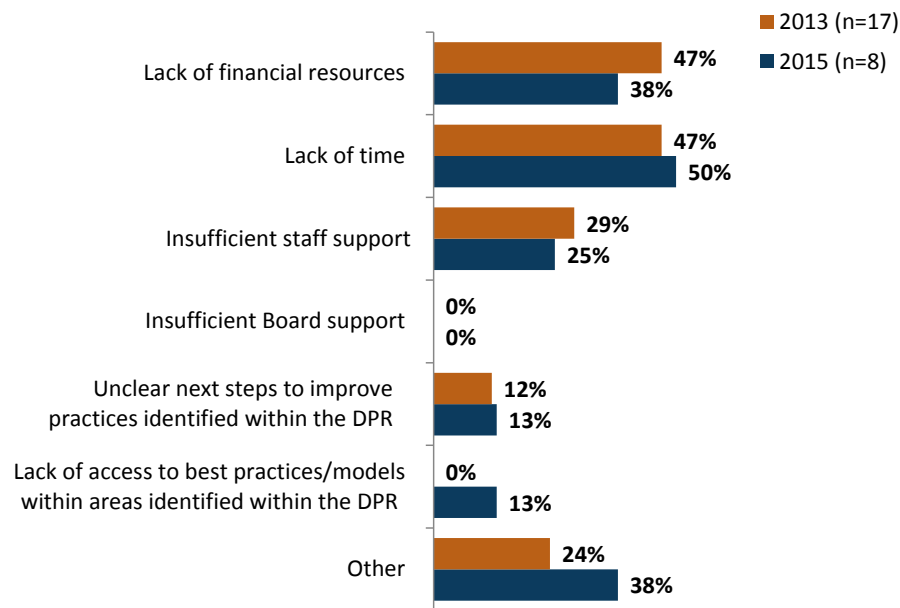 2013 (n=17)
2015 (n=8)
Lack of financial resources
47%
38%
Lack of time
47%
50%
Insufficient staff support
29%
25%
Insufficient Board support
0%
0%
Unclear next steps to improve
practices identified within the DPR
12%
13%
Lack of access to best practices/models
within areas identified within the DPR
0%
13%
Other
24%
38%